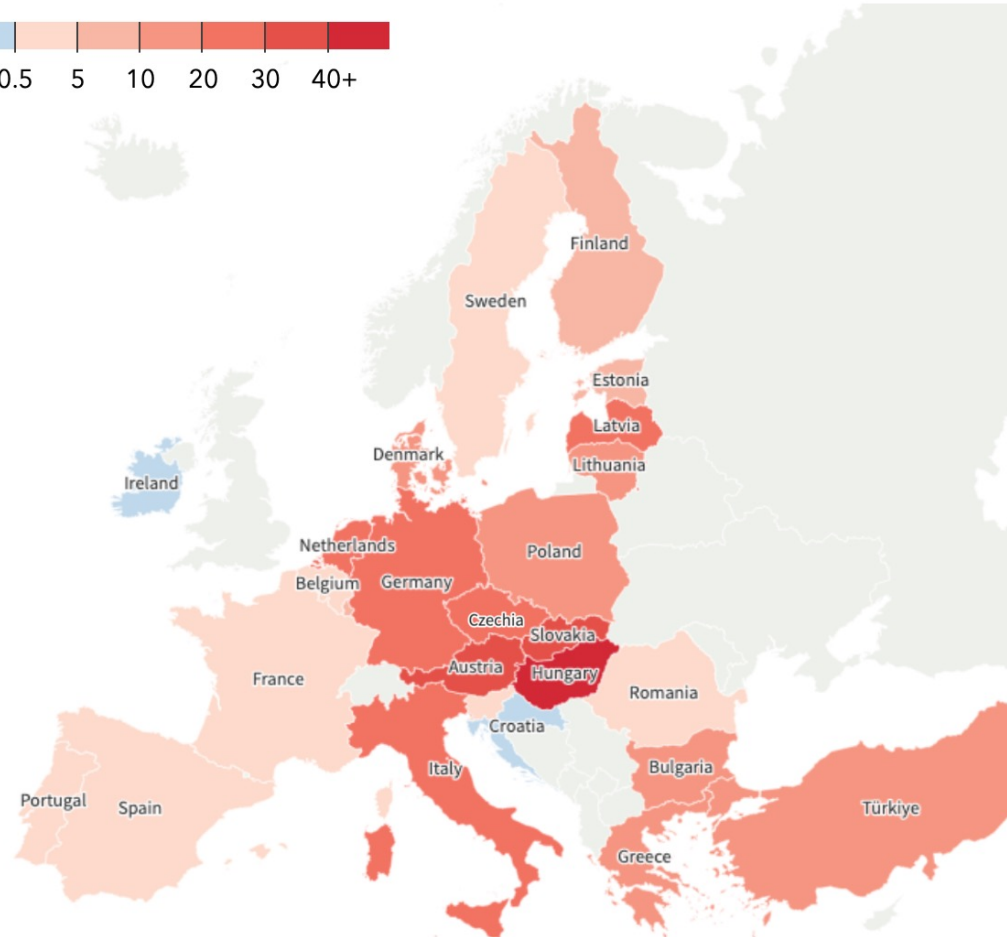 0.5 5 10 20 30 40+
Finland
Sweden
Estonia
Latvia
Denmark
Lithuania
Ireland
Netherlands
Poland
Belgium
Germany
Czechia
Slovakia
Austria
Hungary
France
Romania
Croatia
Italy
Bulgaria
Portugal
Spain
Türkiye
Greece